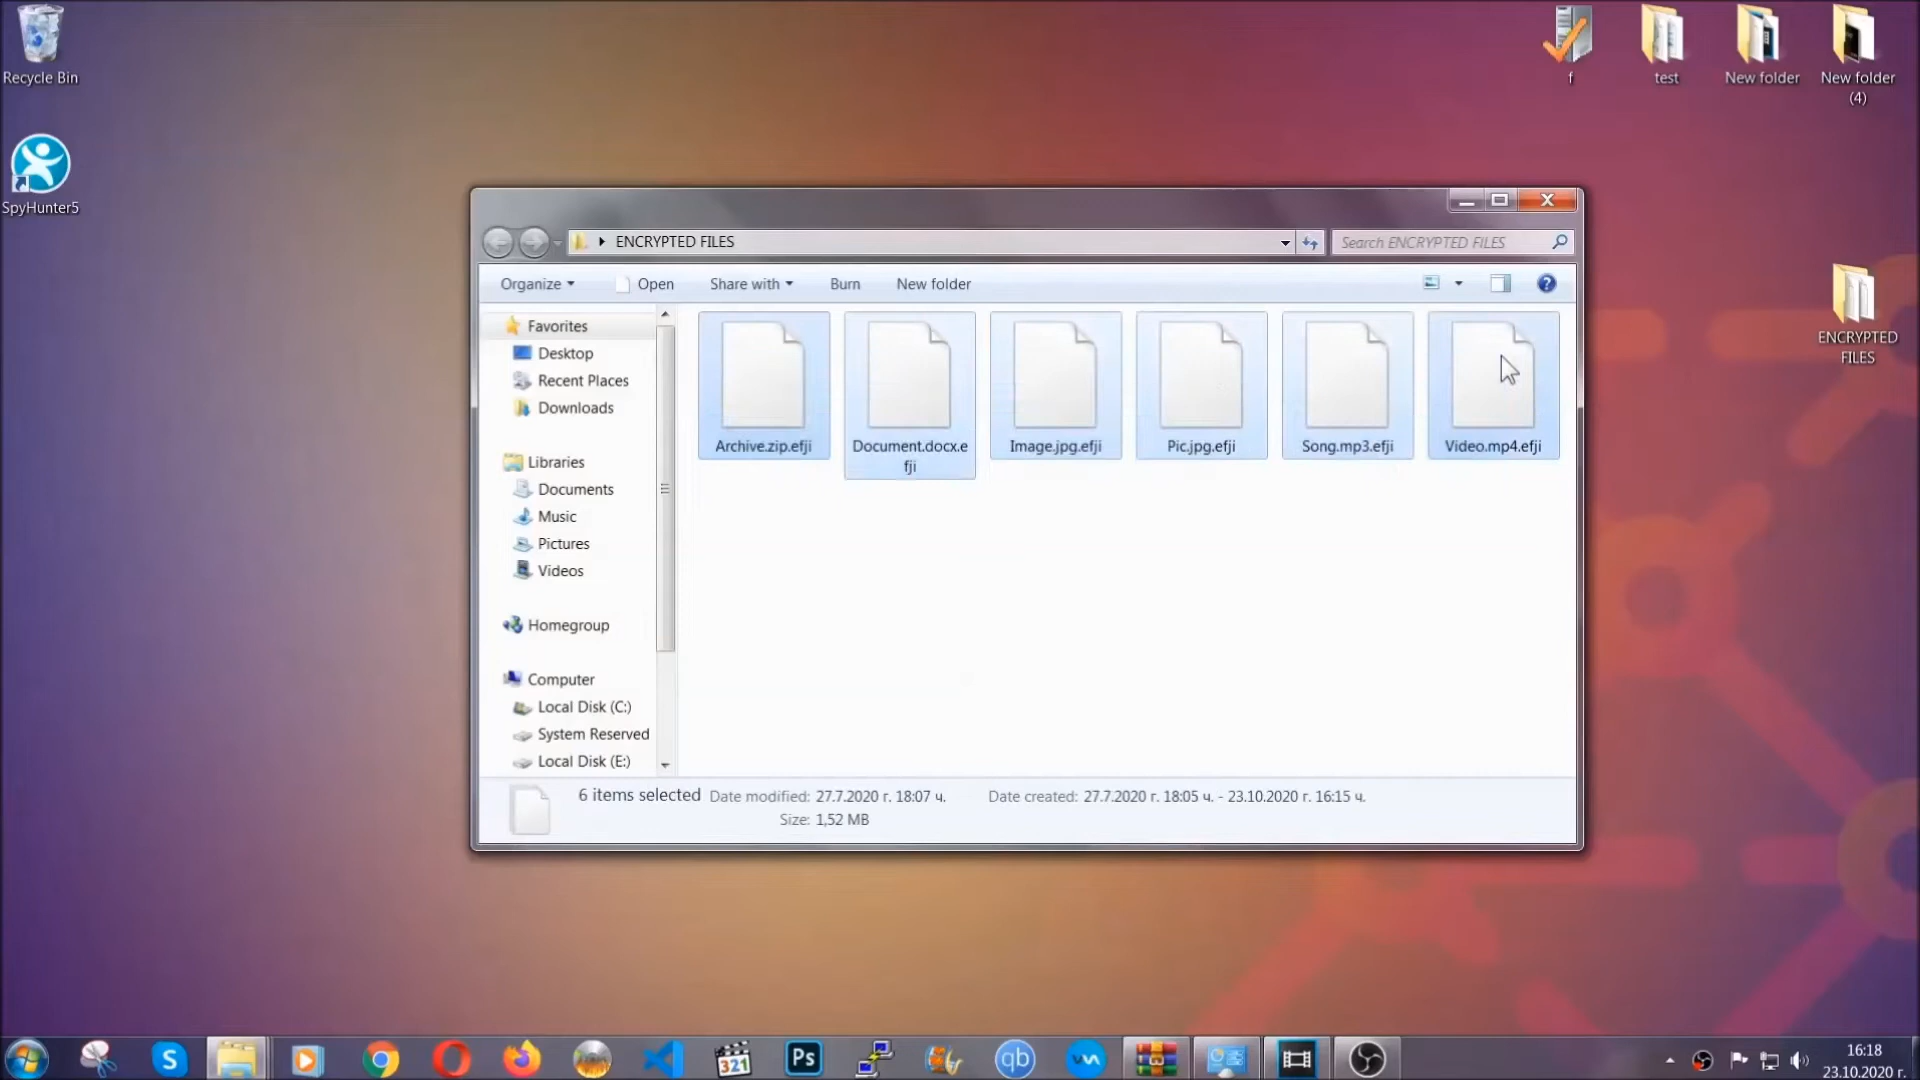 Recycle Bin
SpyHunter5
f
test
New folder
New folder
(4)
ENCRYPTED
FILES
ENCRYPTED FILES
Search ENCRYPTED FILES
Organize
Open
Share with
Burn
New folder
Favorites
Desktop
Recent Places
Downloads
Libraries
Documents
Music
Pictures
Videos
Homegroup
Computer
Local Disk (C:)
System Reserved
Local Disk (E:)
Archive.zip.efji
Document.docx.e
fji
Image.jpg.efji
Pic.jpg.efji
Song.mp3.efji
Video.mp4.efji
6 items selected
Date modified: 27.7.2020 г. 18:07 ч.
Date created: 27.7.2020 г. 18:05 ч. - 23.10.2020 г. 16:15 ч.
Size: 1,52 MB
S
321
Ps
qb
16:18
23.10.2020 г.